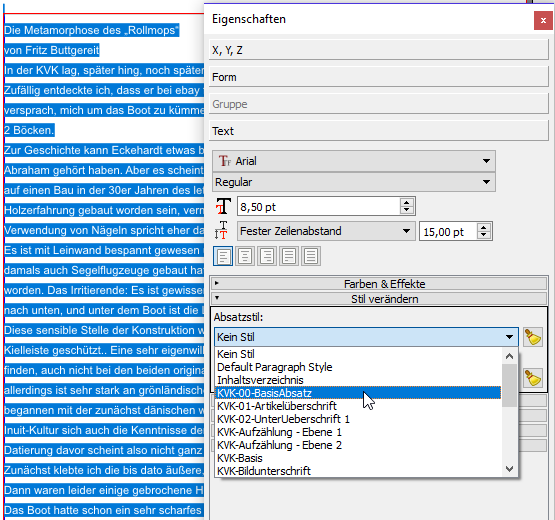 Die Metamorphose des „Rollmops“
von Fritz Buttgereit
In der KVK lag, später hing, noch später
Zufällig entdeckte ich, dass er bei ebay
versprach, mich um das Boot zu kümme
2 Böcken.
Zur Geschichte kann Eckehardt etwas b
Abraham gehört haben. Aber es scheint
auf einen Bau in der 30er Jahren des let
Holzerfahrung gebaut worden sein, verm
Verwendung von Nägeln spricht eher da
Es ist mit Leinwand bespannt gewesen
damals auch Segelflugzeuge gebaut hat
worden. Das Irritierende: Es ist gewisser
nach unten, und unter dem Boot ist die L
Diese sensible Stelle der Konstruktion w
Kielleiste geschützt.. Eine sehr eigenwill
finden, auch nicht bei den beiden origina
allerdings ist sehr stark an grönländische
begannen mit der zunächst dänischen w
Inuit-Kultur sich auch die Kenntnisse der
Datierung davor scheint also nicht ganz
Zunächst klebte ich die bis dato äußere,
Dann waren leider einige gebrochene H
Das Boot hatte schon ein sehr scharfes
Eigenschaften
x
X, Y, Z
Form
Gruppe
Text
Arial
Regular
8,50 pt
Fester Zeilenabstand
15,00 pt
Farben & Effekte
Stil verändern
Absatzstil:
Kein Stil
Kein Stil
Default Paragraph Style
Inhaltsverzeichnis
KVK-00-BasisAbsatz
KVK-01-Artikelüberschrift
KVK-02-UnterUeberschrift 1
KVK-Aufzählung - Ebene 1
KVK-Aufzählung - Ebene 2
KVK-Basis
KVK-Bildunterschrift